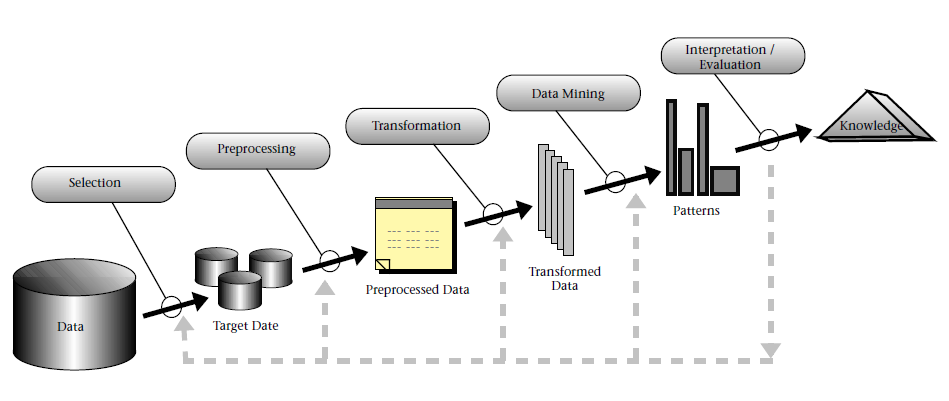 Interpretation /
Evaluation
Data Mining
Transformation
Preprocessing
Selection
Knowledge
Patterns
Transformed
Data
Preprocessed Data
Target Date
Data